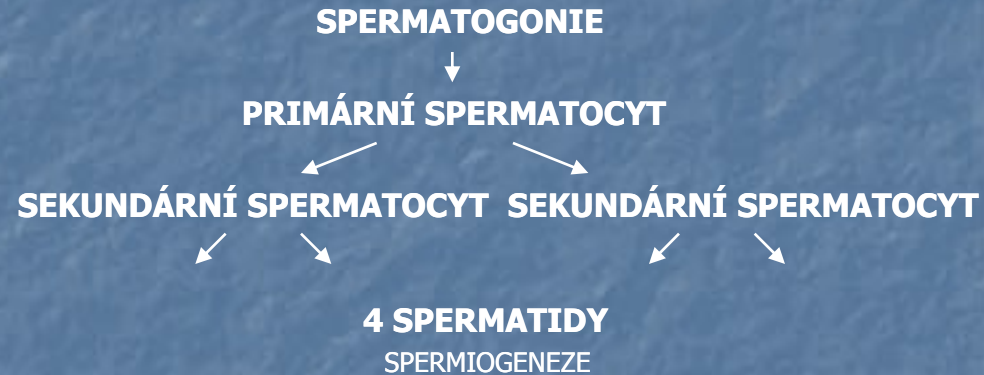 SPERMATOGONIE
PRIMÁRNÍ SPERMATOCYT
SEKUNDÁRNÍ SPERMATOCYT SEKUNDÁRNÍ SPERMATOCYT
4 SPERMATIDY
SPERMIOGENEZE